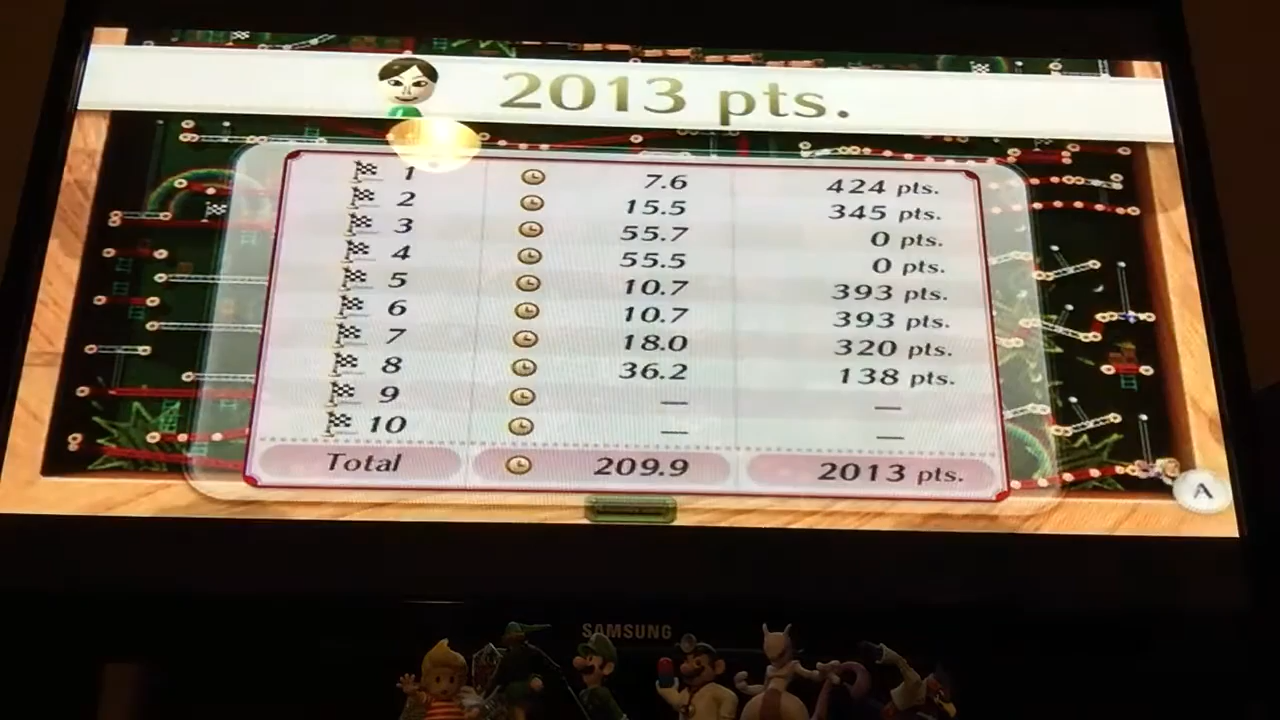 2013 pts.
1 7.6 424 pts.
2 15.5 345 pts.
3 55.7 0 pts.
4 55.5 0 pts.
5 10.7 393 pts.
6 10.7 393 pts.
7 18.0 320 pts.
8 36.2 138 pts.
9 — —
10 — —
Total 209.9 2013 pts.
A
SAMSUNG